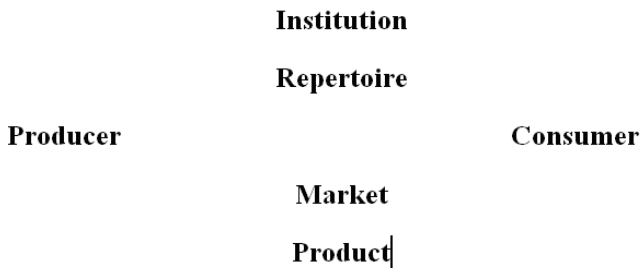 Institution
Repertoire
Producer Consumer
Market
Product